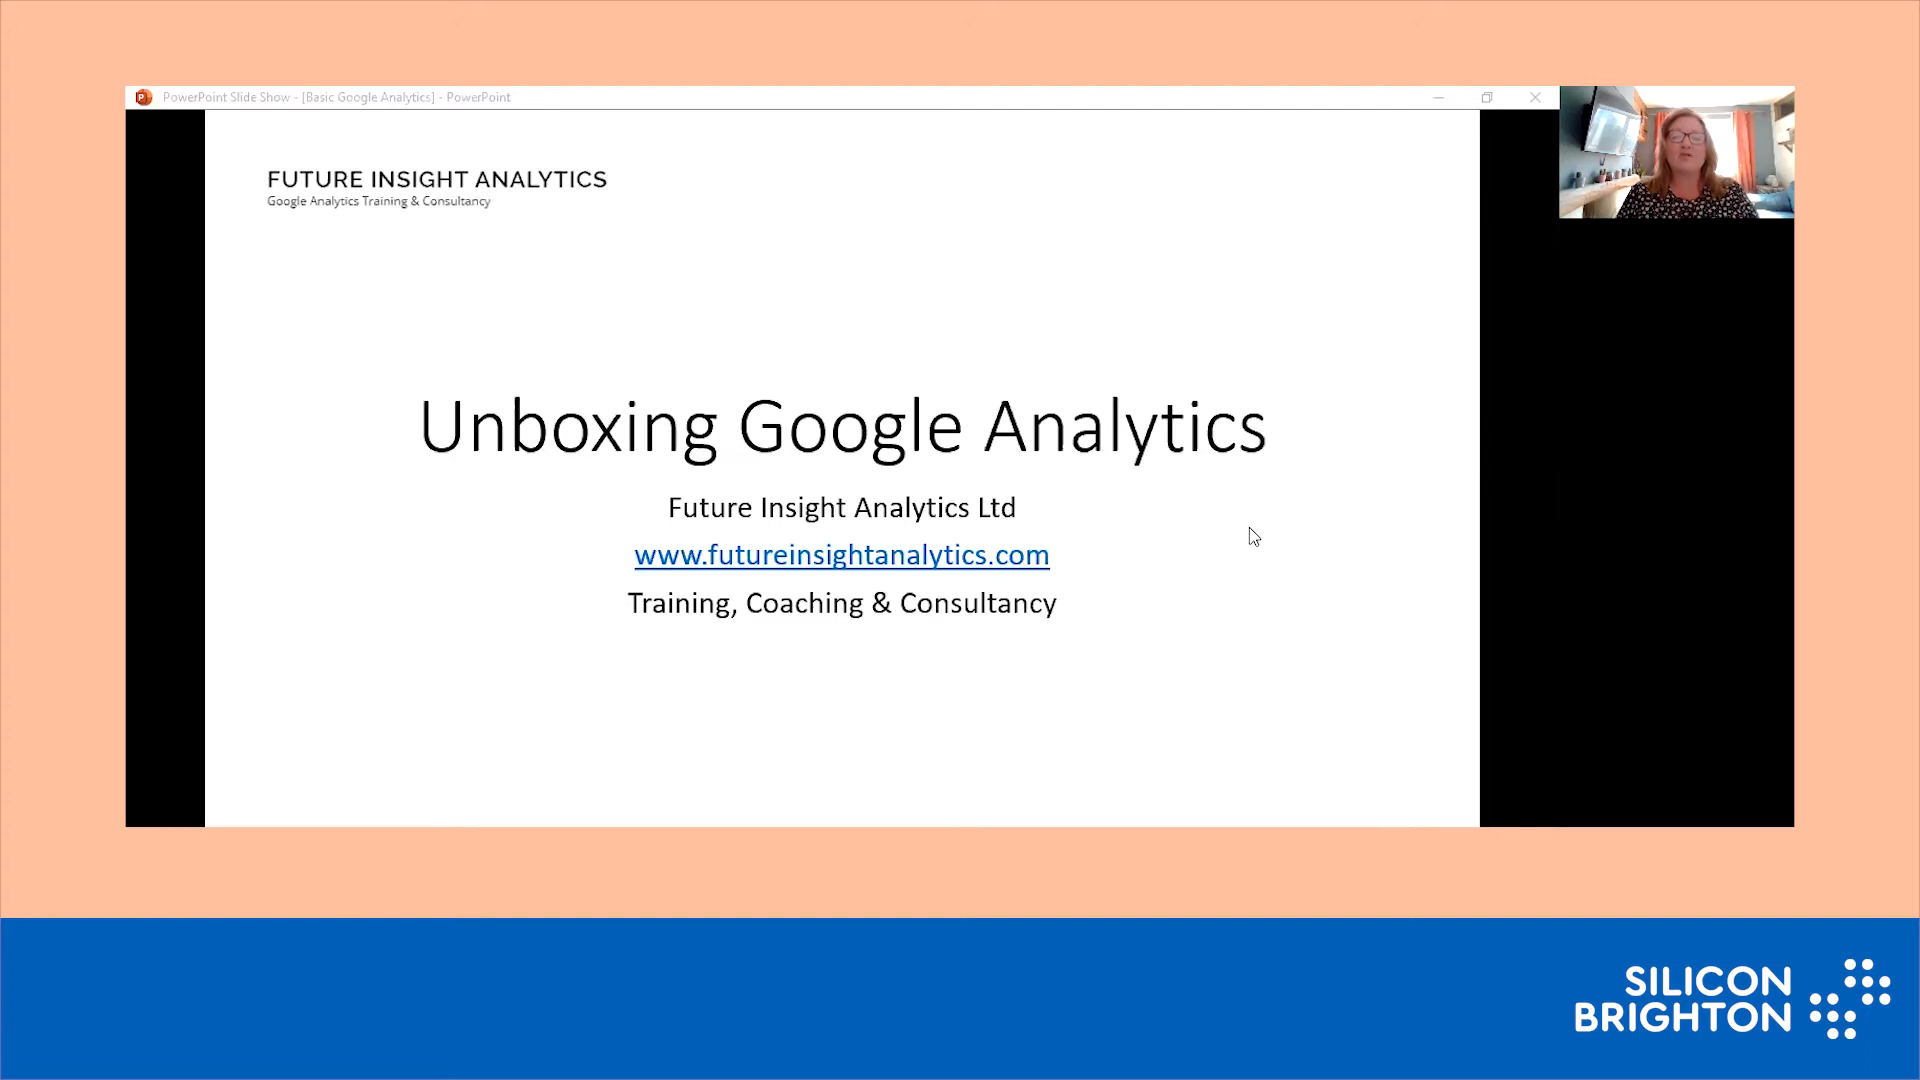 PowerPoint Slide Show - [Basic Google Analytics] - PowerPoint
FUTURE INSIGHT ANALYTICS
Google Analytics Training & Consultancy
Unboxing Google Analytics
Future Insight Analytics Ltd
www.futureinsightanalytics.com
Training, Coaching & Consultancy
SILICON
BRIGHTON